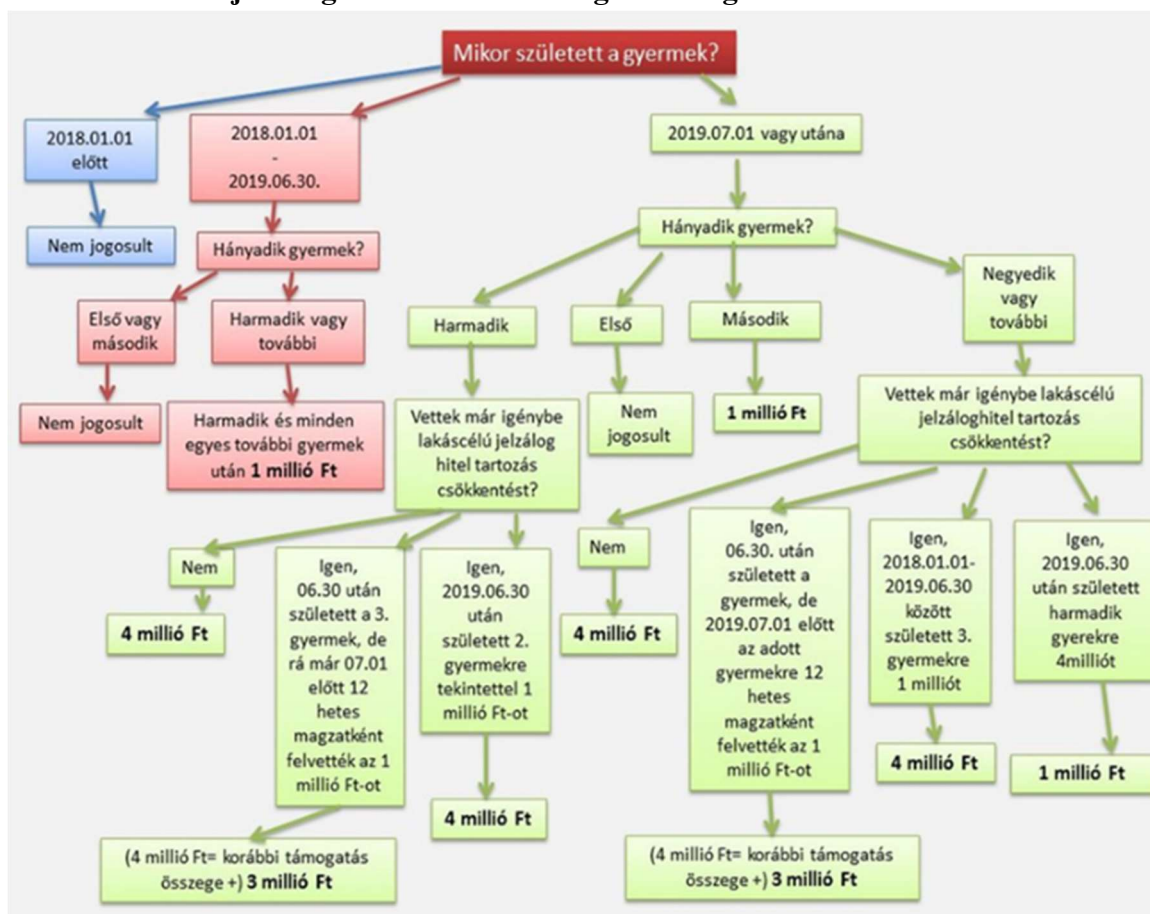 Mikor született a gyermek?
2018.01.01
előtt
Nem jogosult
2018.01.01
-
2019.06.30.
Hányadik gyermek?
Első vagy
második
Nem jogosult
Harmadik vagy
további
Harmadik és minden
egyes további gyermek
után 1 millió Ft
2019.07.01 vagy utána
Hányadik gyermek?
Harmadik
Vettek már igénybe
lakáscélú jelzálog
hitel tartozás
csökkentést?
Nem
4 millió Ft
Igen,
06.30 után
született a 3.
gyermek, de
rá már 07.01
előtt 12
hetes
magzatként
felvették az 1
millió Ft-ot
(4 millió Ft= korábbi támogatás
összege +) 3 millió Ft
Igen,
2019.06.30
után
született 2.
gyermekre
tekintettel 1
millió Ft-ot
4 millió Ft
Első
Nem
jogosult
Második
1 millió Ft
Negyedik
vagy
további
Vettek már igénybe lakáscélú
jelzáloghitel tartozás
csökkentést?
Nem
4 millió Ft
Igen,
06.30. után
született a
gyermek, de
2019.07.01 előtt
az adott
gyermekre 12
hetes
magzatként
felvették az 1
millió Ft-ot
(4 millió Ft= korábbi támogatás
összege +) 3 millió Ft
Igen,
2018.01.01-
2019.06.30
között
született 3.
gyermekre
1 milliót
4 millió Ft
Igen,
2019.06.30
után született
harmadik
gyerekre
4milliót
1 millió Ft